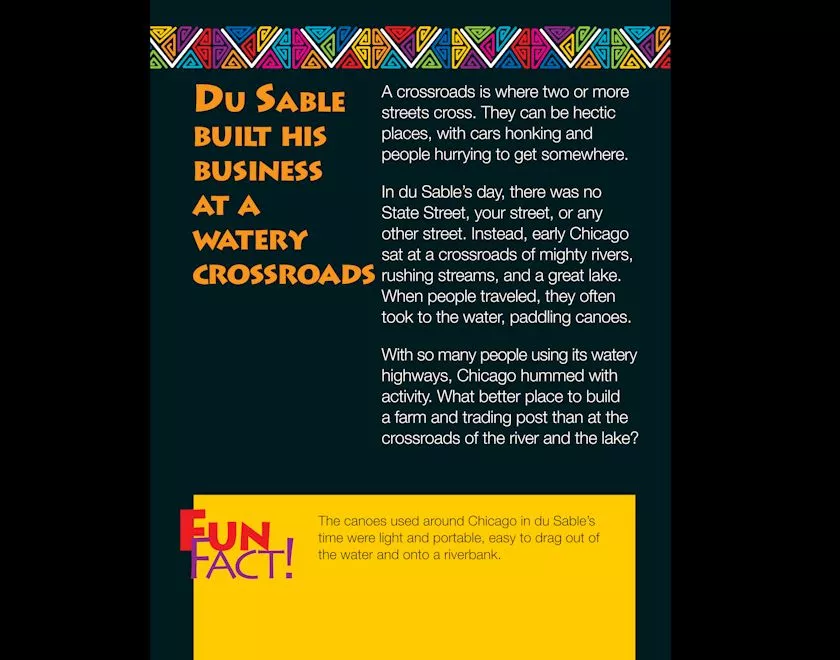 Du Sable
built his
business
at a
watery
crossroads
A crossroads is where two or more
streets cross. They can be hectic
places, with cars honking and
people hurrying to get somewhere.
In du Sable’s day, there was no
State Street, your street, or any
other street. Instead, early Chicago
sat at a crossroads of mighty rivers,
rushing streams, and a great lake.
When people traveled, they often
took to the water, paddling canoes.
With so many people using its watery
highways, Chicago hummed with
activity. What better place to build
a farm and trading post than at the
crossroads of the river and the lake?
Fun
Fact!
The canoes used around Chicago in du Sable’s
time were light and portable, easy to drag out of
the water and onto a riverbank.